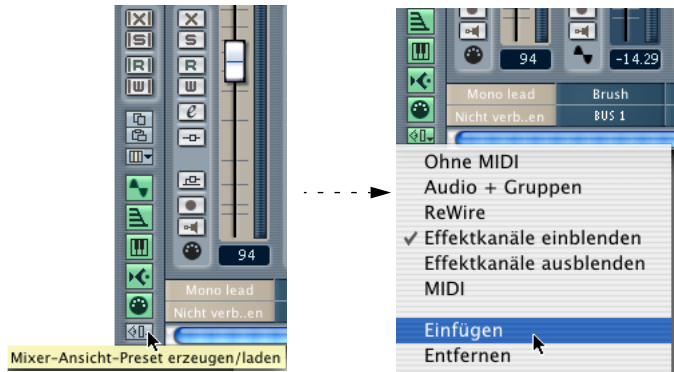 X X
S S
R R
W W
e
94
Mono lead
Nicht verb..en
Mixer-Ansicht-Preset erzeugen/laden
94 -14.29
Mono lead Brush
Nicht verb..en BUS 1
Ohne MIDI
Audio + Gruppen
ReWire
✓ Effektkanäle einblenden
Effektkanäle ausblenden
MIDI
Einfügen
Entfernen